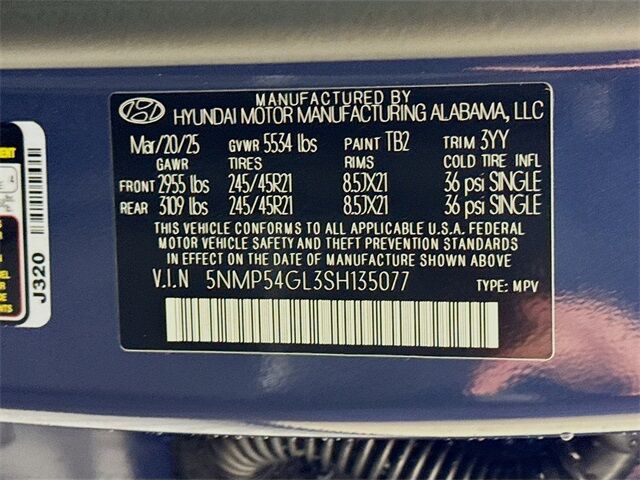 MANUFACTURED BY
HYUNDAI MOTOR MANUFACTURING ALABAMA, LLC
Mar/20/25 GVWR 5534 lbs PAINT TB2 TRIM 3YY
GAWR TIRES RIMS COLD TIRE INFL
FRONT 2955 lbs 245/45R21 8.5JX21 36 psi SINGLE
REAR 3109 lbs 245/45R21 8.5JX21 36 psi SINGLE
THIS VEHICLE CONFORMS TO ALL APPLICABLE U.S.A. FEDERAL
MOTOR VEHICLE SAFETY AND THEFT PREVENTION STANDARDS
IN EFFECT ON THE DATE OF MANUFACTURE SHOWN ABOVE.
V.I.N 5NMP54GL3SH135077
TYPE: MPV
J320